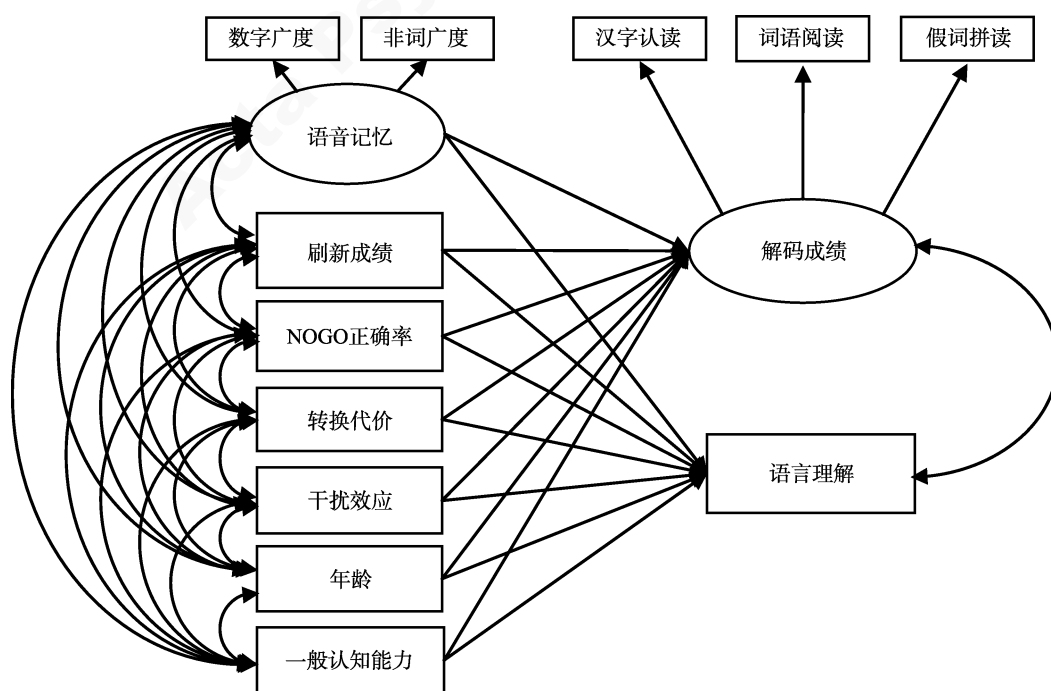 数字广度
非词广度
汉字认读
词语阅读
假词拼读
语音记忆
刷新成绩
解码成绩
NOGO正确率
转换代价
语言理解
干扰效应
年龄
一般认知能力